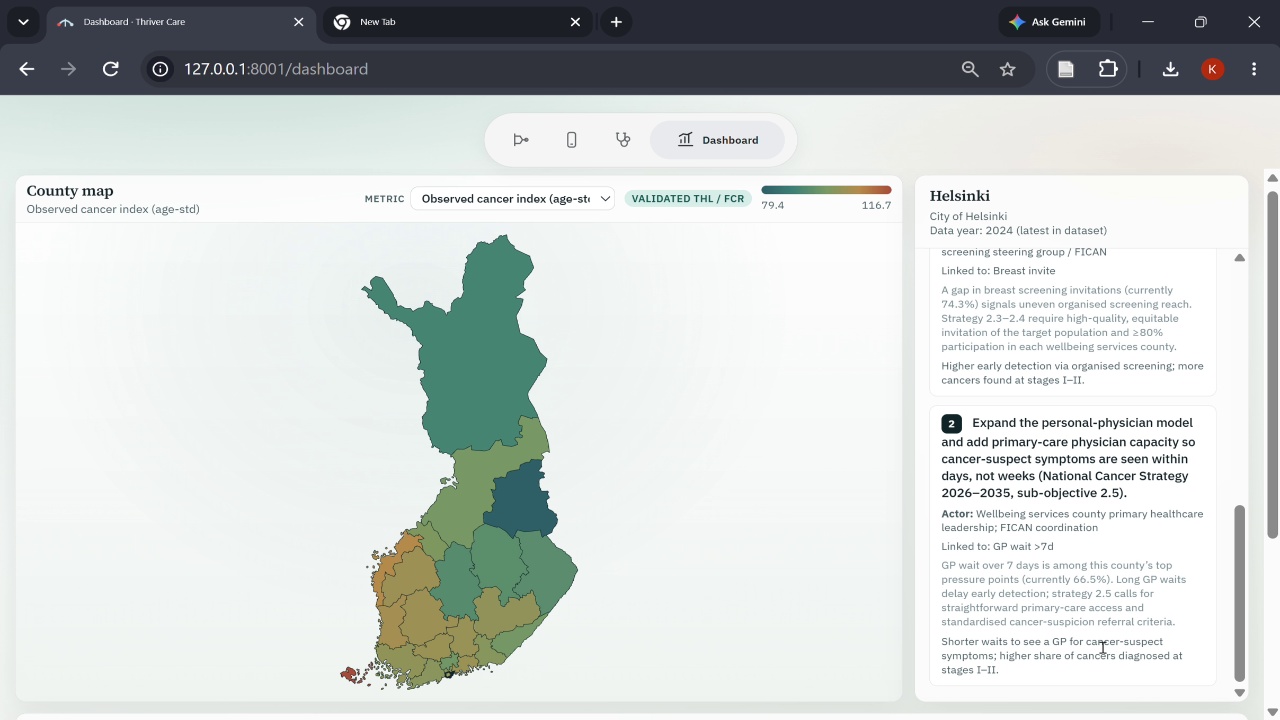 Dashboard · Thriver Care
New Tab
Ask Gemini
127.0.0.1:8001/dashboard
K
Dashboard
County map
Observed cancer index (age-std)
METRIC
Observed cancer index (age-st
VALIDATED THL / FCR
79.4
116.7
Helsinki
City of Helsinki
Data year: 2024 (latest in dataset)
screening steering group / FICAN
Linked to: Breast invite
A gap in breast screening invitations (currently
74.3%) signals uneven organised screening reach.
Strategy 2.3–2.4 require high-quality, equitable
invitation of the target population and ≥80%
participation in each wellbeing services county.
Higher early detection via organised screening; more
cancers found at stages I–II.
2 Expand the personal-physician model
and add primary-care physician capacity so
cancer-suspect symptoms are seen within
days, not weeks (National Cancer Strategy
2026–2035, sub-objective 2.5).
Actor: Wellbeing services county primary healthcare
leadership; FICAN coordination
Linked to: GP wait >7d
GP wait over 7 days is among this county's top
pressure points (currently 66.5%). Long GP waits
delay early detection; strategy 2.5 calls for
straightforward primary-care access and
standardised cancer-suspicion referral criteria.
Shorter waits to see a GP for cancer-suspect
symptoms; higher share of cancers diagnosed at
stages I–II.